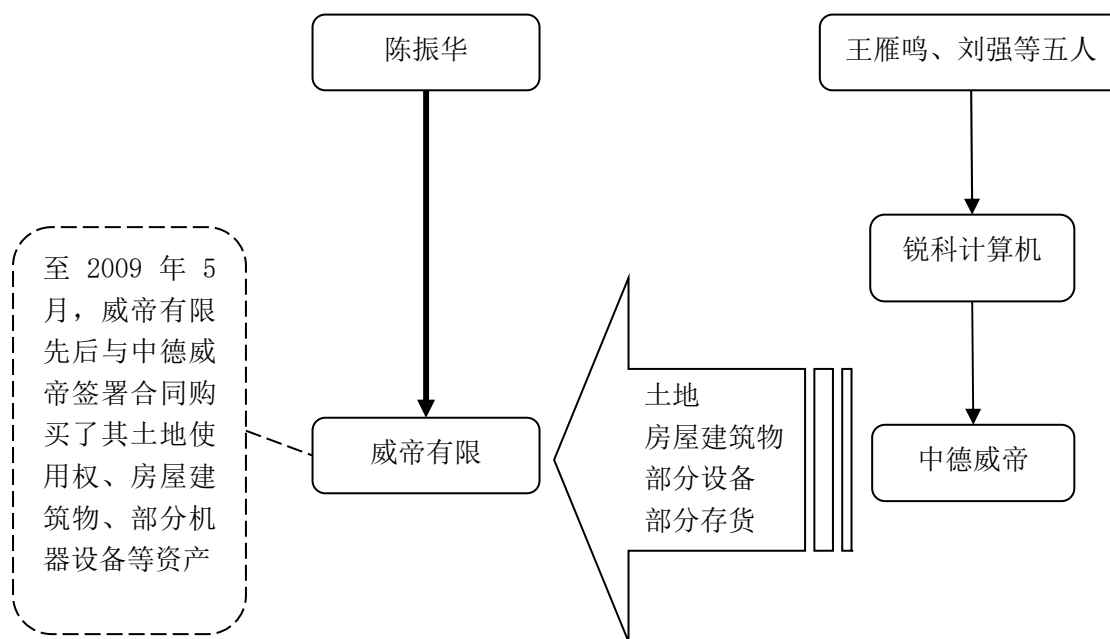 陈振华
王雁鸣、刘强等五人
锐科计算机
至 2009 年 5
月，威帝有限
先后与中德威
帝签署合同购
买了其土地使
用权、房屋建
筑物、部分机
器设备等资产
威帝有限
土地
房屋建筑物
部分设备
部分存货
中德威帝